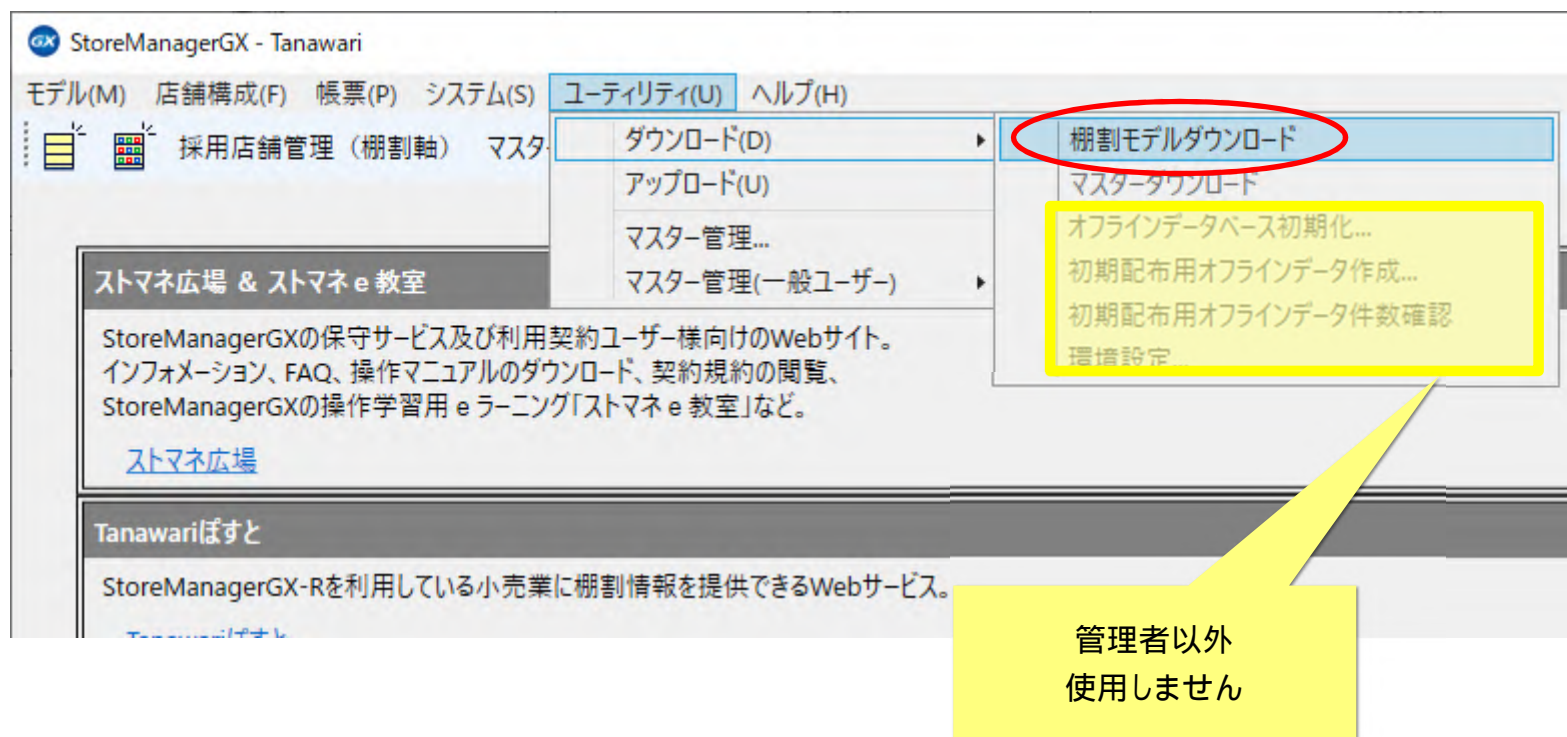 GX StoreManagerGX - Tanawari
モデル(M) 店舗構成(F) 帳票(P) システム(S) ユーティリティ(U) ヘルプ(H)
採用店舗管理（棚割軸） マスター
ダウンロード(D)
アップロード(U)
マスター管理...
マスター管理(一般ユーザー)
棚割モデルダウンロード
マスターダウンロード
オフラインデータベース初期化...
初期配布用オフラインデータ作成...
初期配布用オフラインデータ件数確認
環境設定...
ストマネ広場 & ストマネe教室
StoreManagerGXの保守サービス及び利用契約ユーザー様向けのWebサイト。
インフォメーション、FAQ、操作マニュアルのダウンロード、契約規約の閲覧、
StoreManagerGXの操作学習用 e ラーニング「ストマネ e 教室」など。
ストマネ広場
Tanawariぽすと
StoreManagerGX-Rを利用している小売業に棚割情報を提供できるWebサービス。
Tanawariぽすと
管理者以外
使用しません